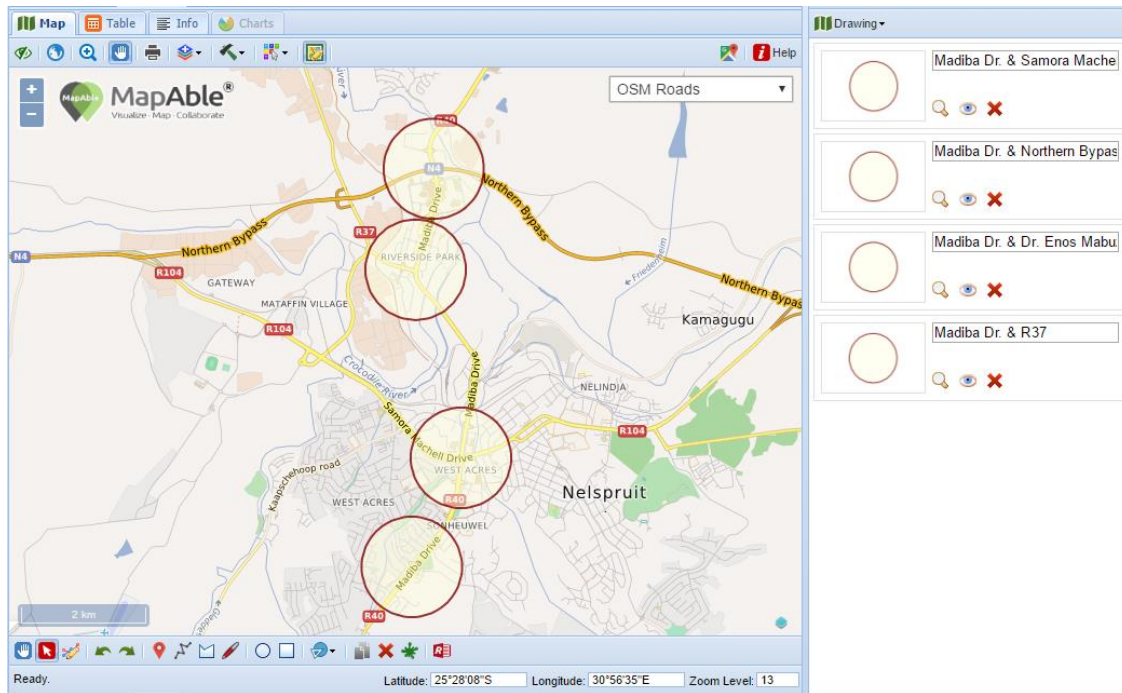 Map Table Info Charts
Drawing
Help
MapAble
MapAble®
Visualize · Map · Collaborate
OSM Roads
R40
N4
Madiba Drive
Northern Bypass
Northern Bypass
R37
RIVERSIDE PARK
N4
R104
GATEWAY
MATAFFIN VILLAGE
Friedenheim
Northern Bypass
R104
Kamagugu
Crocodile River
Madiba Drive
NELINDJA
Samora Machell Drive
R104
Kaapschehoop road
WEST ACRES
WEST ACRES
R40
Nelspruit
SONHEUWEL
Madiba Drive
R40
2 km
Ready.
Latitude: 25°28'08"S Longitude: 30°56'35"E Zoom Level: 13
Madiba Dr. & Samora Mache
Madiba Dr. & Northern Bypas
Madiba Dr. & Dr. Enos Mabu
Madiba Dr. & R37